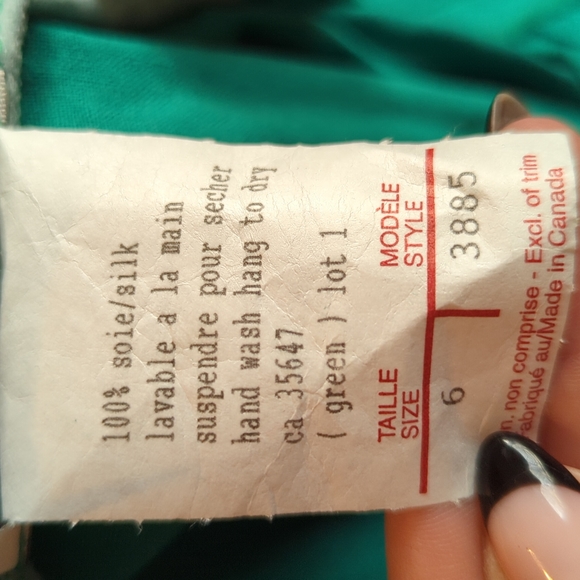 100% soie/silk
lavable a la main
suspendre pour secher
hand wash hang to dry
ca 35647
( green ) lot 1
TAILLE
SIZE
6
MODÈLE
STYLE
3885
non comprise - Excl. of trim
Fabriqué au/Made in Canada